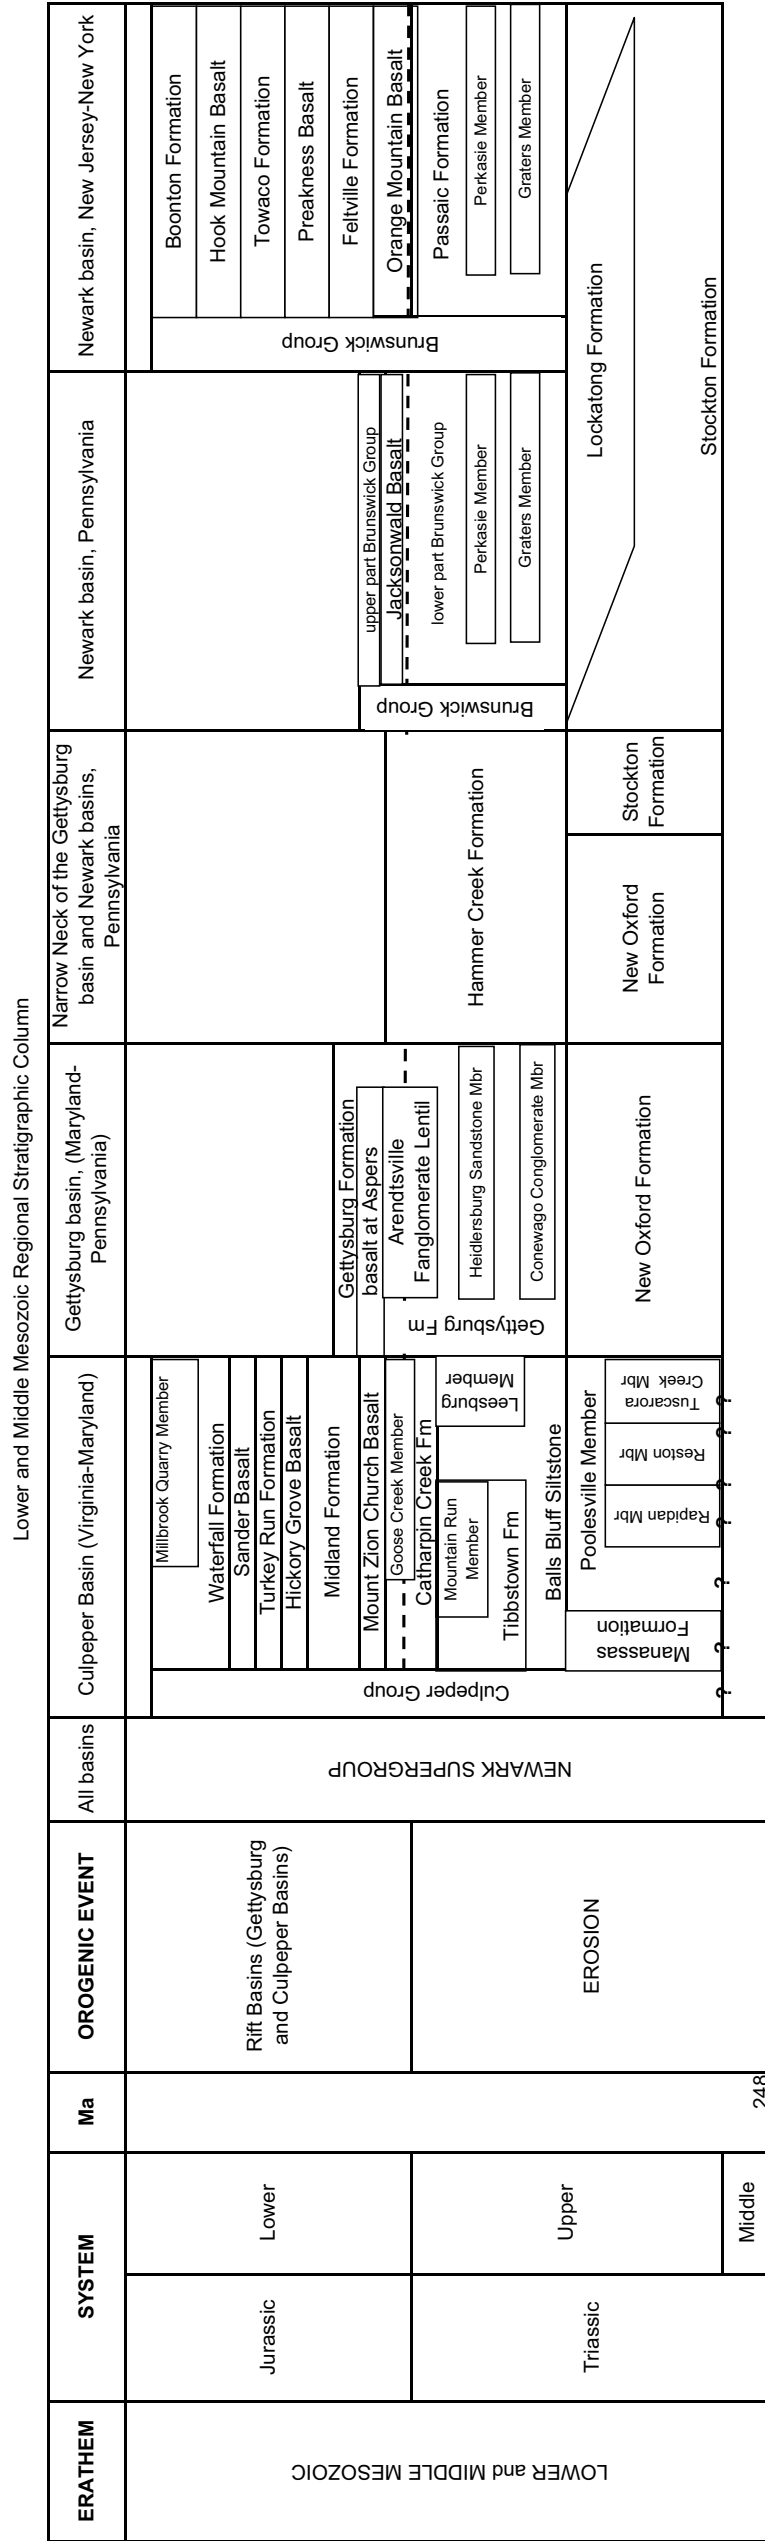 Lower and Middle Mesozoic Regional Stratigraphic Column
ERATHEM
SYSTEM
Ma
OROGENIC EVENT
All basins
Culpeper Basin (Virginia-Maryland)
Gettysburg basin, (Maryland-
Pennsylvania)
Narrow Neck of the Gettysburg
basin and Newark basins,
Pennsylvania
Newark basin, Pennsylvania
Newark basin, New Jersey-New York
LOWER and MIDDLE MESOZOIC
Jurassic
Lower
Triassic
Upper
Middle
248
Rift Basins (Gettysburg
and Culpeper Basins)
EROSION
NEWARK SUPERGROUP
Culpeper Group
Millbrook Quarry Member
Waterfall Formation
Sander Basalt
Turkey Run Formation
Hickory Grove Basalt
Midland Formation
Mount Zion Church Basalt
Goose Creek Member
Catharpin Creek Fm
Mountain Run
Member
Leesburg
Member
Tibbstown Fm
Balls Bluff Siltstone
Manassas
Formation
Poolesville Member
Rapidan Mbr
Reston Mbr
Tuscarora
Creek Mbr
?
?
?
?
?
?
?
Gettysburg Formation
basalt at Aspers
Arendtsville
Fanglomerate Lentil
Heidlersburg Sandstone Mbr
Conewago Conglomerate Mbr
Gettysburg Fm
New Oxford Formation
Hammer Creek Formation
New Oxford
Formation
Stockton
Formation
Brunswick Group
upper part Brunswick Group
Jacksonwald Basalt
lower part Brunswick Group
Perkasie Member
Graters Member
Brunswick Group
Boonton Formation
Hook Mountain Basalt
Towaco Formation
Preakness Basalt
Feltville Formation
Orange Mountain Basalt
Passaic Formation
Perkasie Member
Graters Member
Lockatong Formation
Stockton Formation